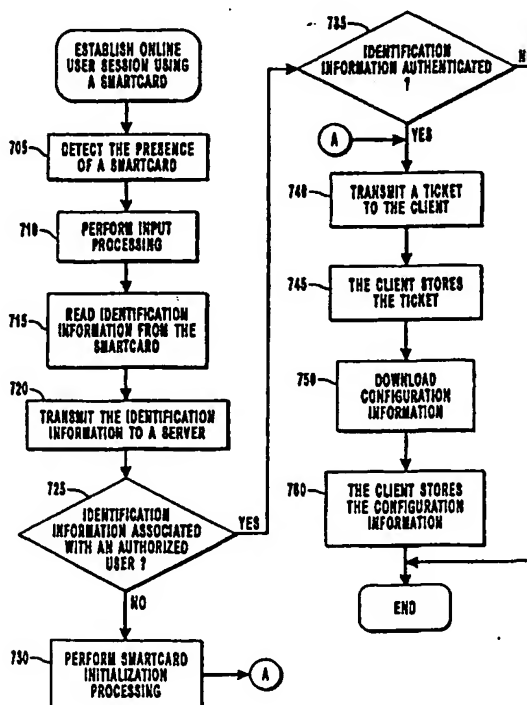 ESTABLISH ONLINE
USER SESSION USING
A SMARTCARD
705
DETECT THE PRESENCE
OF A SMARTCARD
710
PERFORM INPUT
PROCESSING
715
READ IDENTIFICATION
INFORMATION FROM THE
SMARTCARD
720
TRANSMIT THE IDENTIFICATION
INFORMATION TO A SERVER
725
IDENTIFICATION
INFORMATION ASSOCIATED
WITH AN AUTHORIZED
USER ?
YES
NO
730
PERFORM SMARTCARD
INITIALIZATION
PROCESSING
A
735
IDENTIFICATION
INFORMATION AUTHENTICATED
?
N
A
YES
740
TRANSMIT A TICKET
TO THE CLIENT
745
THE CLIENT STORES
THE TICKET
750
DOWNLOAD
CONFIGURATION
INFORMATION
760
THE CLIENT STORES
THE CONFIGURATION
INFORMATION
END